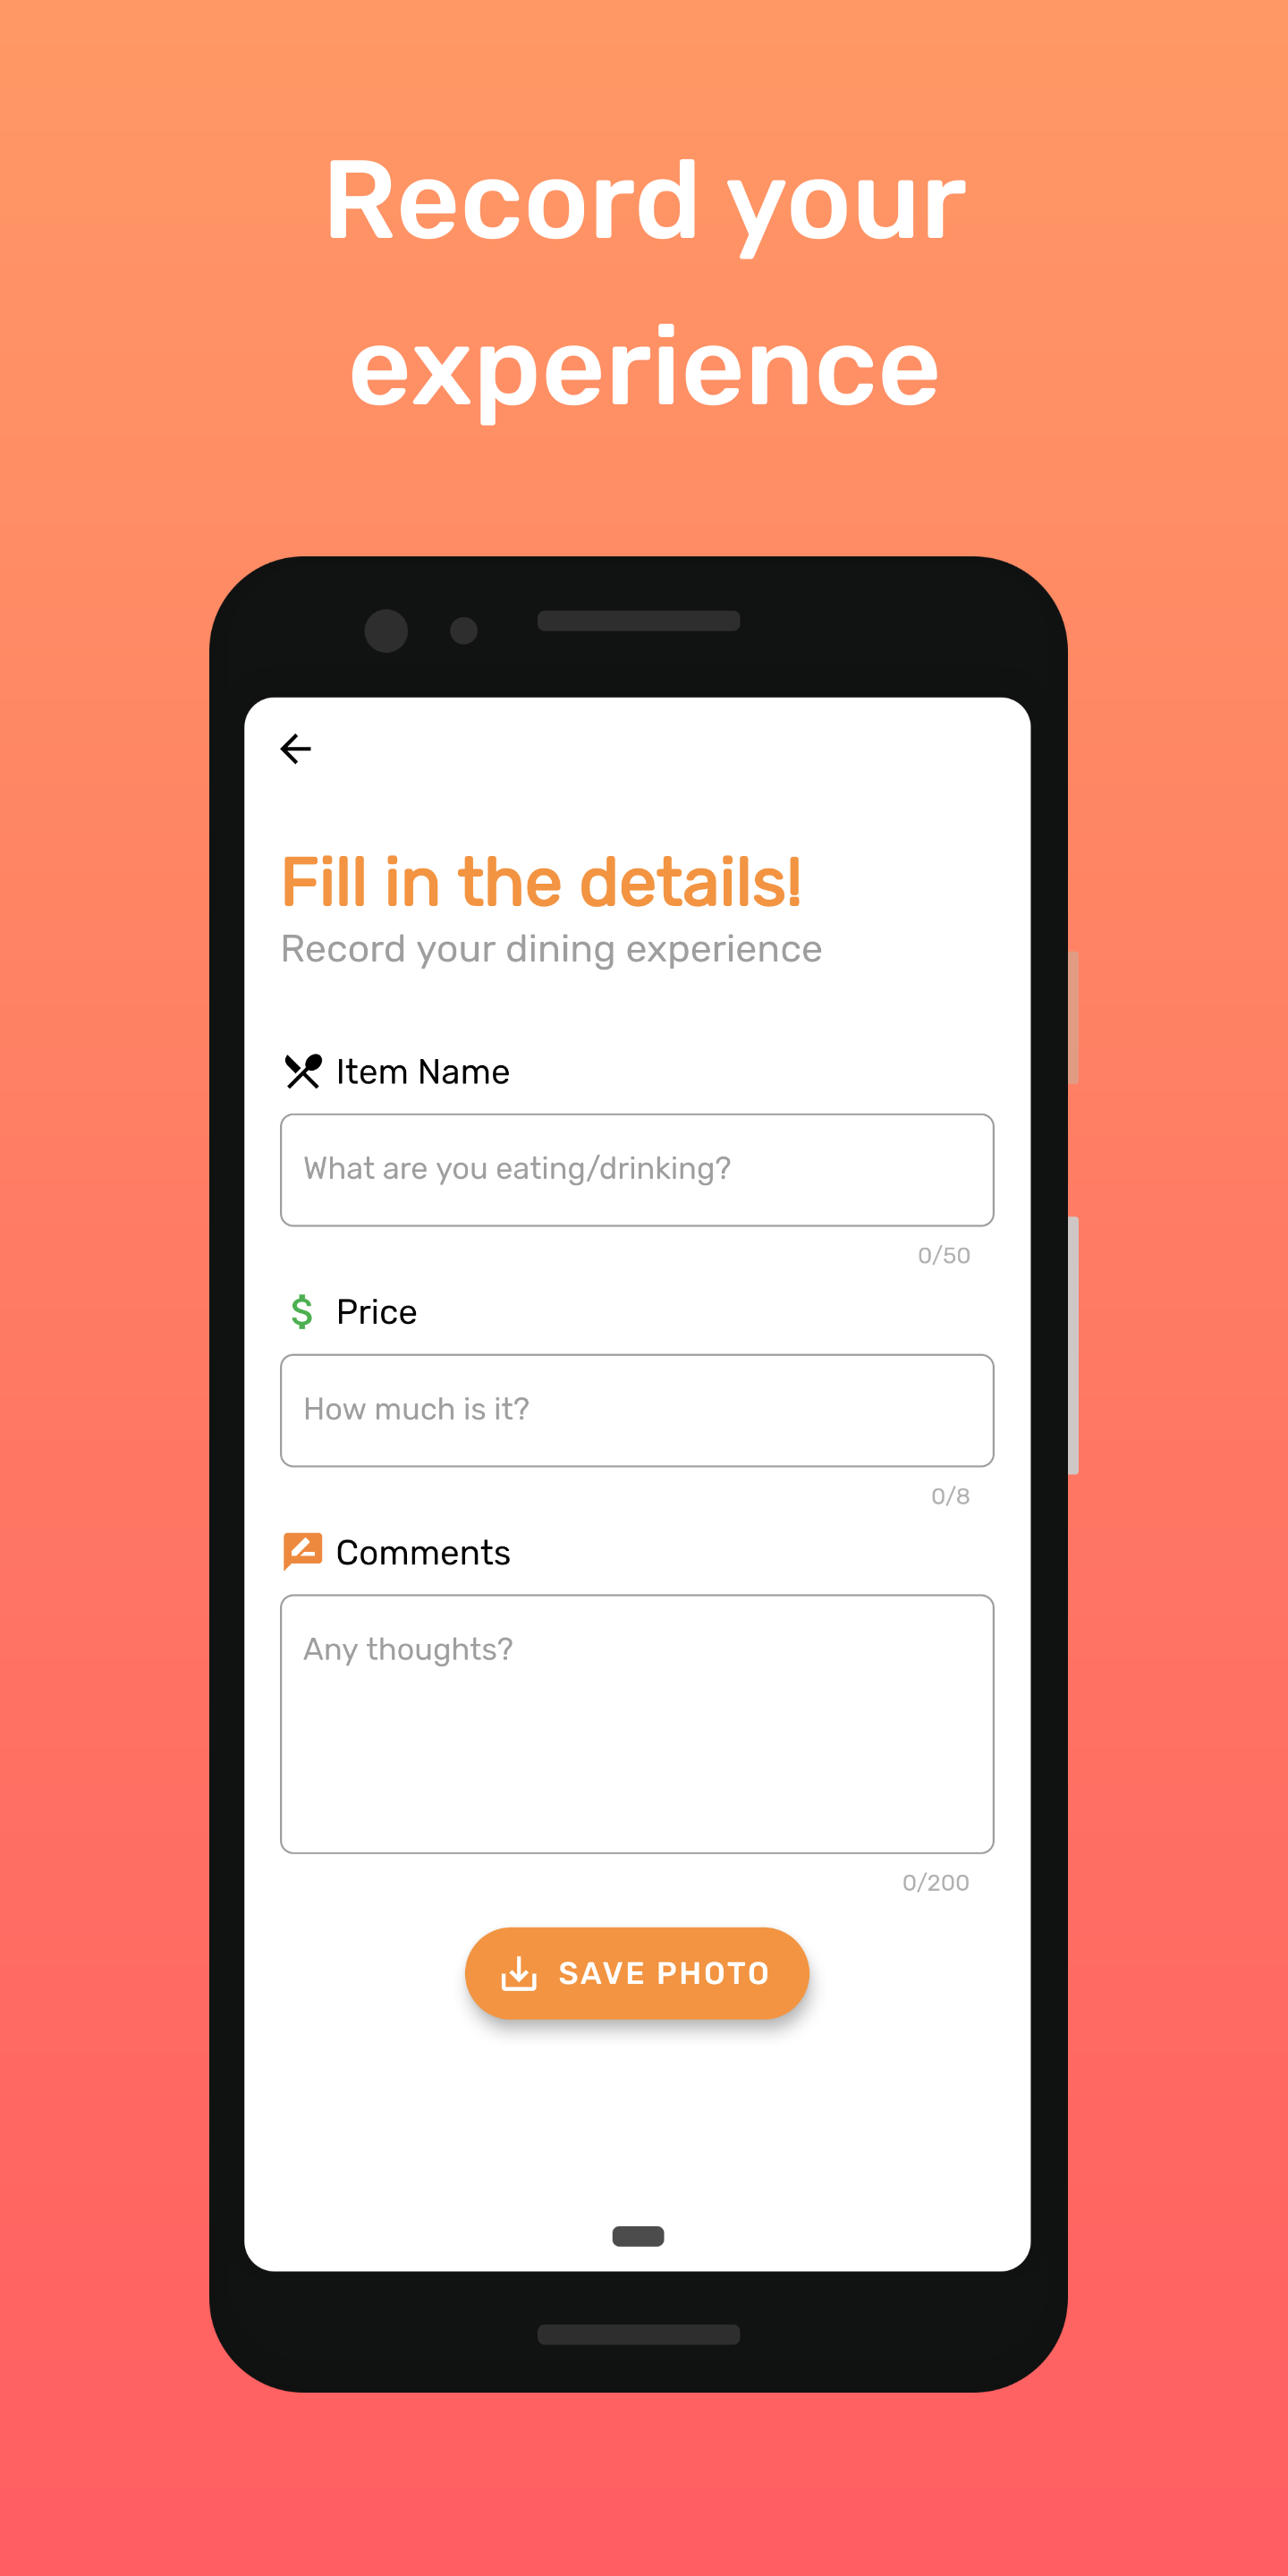 Record your
experience
Fill in the details!
Record your dining experience
Item Name
What are you eating/drinking?
0/50
$ Price
How much is it?
0/8
Comments
Any thoughts?
0/200
SAVE PHOTO